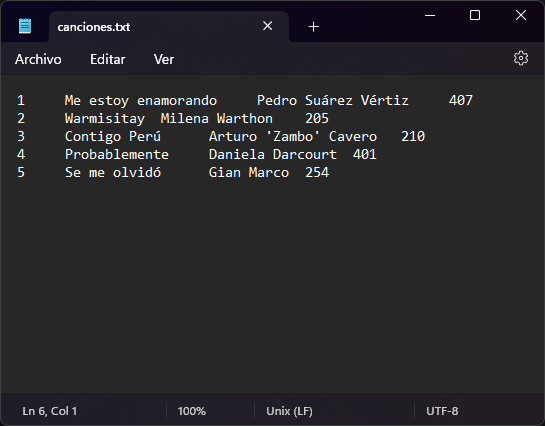 canciones.txt
Archivo Editar Ver
1 Me estoy enamorando Pedro Suárez Vértiz 407
2 Warmisitay Milena Warthon 205
3 Contigo Perú Arturo 'Zambo' Cavero 210
4 Probablemente Daniela Darcourt 401
5 Se me olvidó Gian Marco 254
Ln 6, Col 1 100% Unix (LF) UTF-8